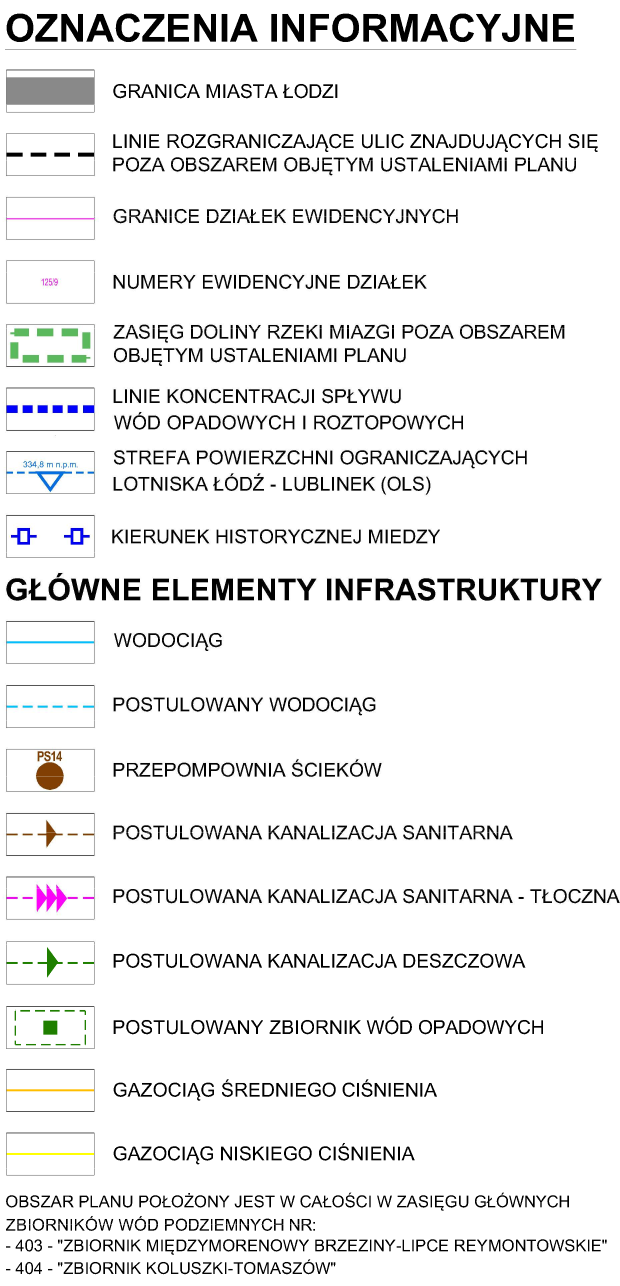 OZNACZENIA INFORMACYJNE
GRANICA MIASTA ŁODZI
LINIE ROZGRANICZAJĄCE ULIC ZNAJDUJĄCYCH SIĘ
POZA OBSZAREM OBJĘTYM USTALENIAMI PLANU
GRANICE DZIAŁEK EWIDENCYJNYCH
125/9
NUMERY EWIDENCYJNE DZIAŁEK
ZASIĘG DOLINY RZEKI MIAZGI POZA OBSZAREM
OBJĘTYM USTALENIAMI PLANU
LINIE KONCENTRACJI SPŁYWU
WÓD OPADOWYCH I ROZTOPOWYCH
334,8 m n.p.m.
STREFA POWIERZCHNI OGRANICZAJĄCYCH
LOTNISKA ŁÓDŹ - LUBLINEK (OLS)
KIERUNEK HISTORYCZNEJ MIEDZY
GŁÓWNE ELEMENTY INFRASTRUKTURY
WODOCIĄG
POSTULOWANY WODOCIĄG
PS14
PRZEPOMPOWNIA ŚCIEKÓW
POSTULOWANA KANALIZACJA SANITARNA
POSTULOWANA KANALIZACJA SANITARNA - TŁOCZNA
POSTULOWANA KANALIZACJA DESZCZOWA
POSTULOWANY ZBIORNIK WÓD OPADOWYCH
GAZOCIĄG ŚREDNIEGO CIŚNIENIA
GAZOCIĄG NISKIEGO CIŚNIENIA
OBSZAR PLANU POŁOŻONY JEST W CAŁOŚCI W ZASIĘGU GŁÓWNYCH
ZBIORNIKÓW WÓD PODZIEMNYCH NR:
- 403 - "ZBIORNIK MIĘDZYMORENOWY BRZEZINY-LIPCE REYMONTOWSKIE"
- 404 - "ZBIORNIK KOLUSZKI-TOMASZÓW"